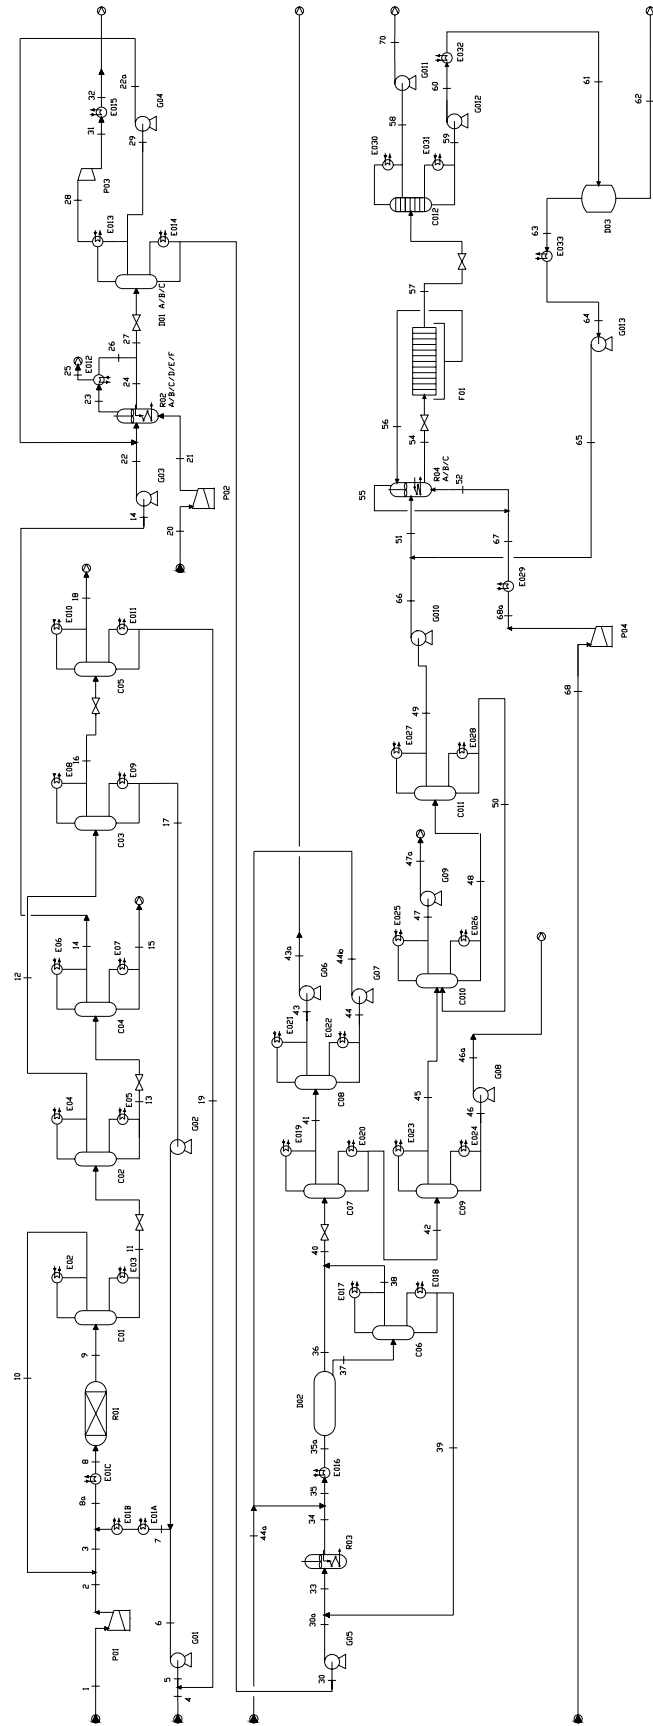 1
P01
2
3
4
5
G01
6
7
E01A
E01B
8a
E01C
8
R01
9
10
C01
E02
E03
11
C02
E04
E05
13
12
G02
C04
E06
E07
14
15
C03
E08
E09
16
17
C05
E010
E011
18
19
14
G03
20
P02
21
22
R02
A/B/C/D/E/F
23
24
25
E012
26
27
D01 A/B/C
E013
E014
28
29
P03
G04
22a
31
E015
32
30
G05
30a
33
R03
34
44a
35
E016
35a
D02
36
37
C06
E017
E018
38
39
40
C07
E019
E020
41
C08
E021
E022
43
44
G06
G07
43a
44b
42
C09
E023
E024
45
46
G08
46a
C010
E025
E026
47
G09
47a
48
C011
E027
E028
49
50
G010
66
51
68
P04
68a
E029
67
52
55
R04
A/B/C
54
56
F01
57
C012
E030
E031
58
59
G011
G012
70
60
E032
61
D03
62
63
E033
64
G013
65